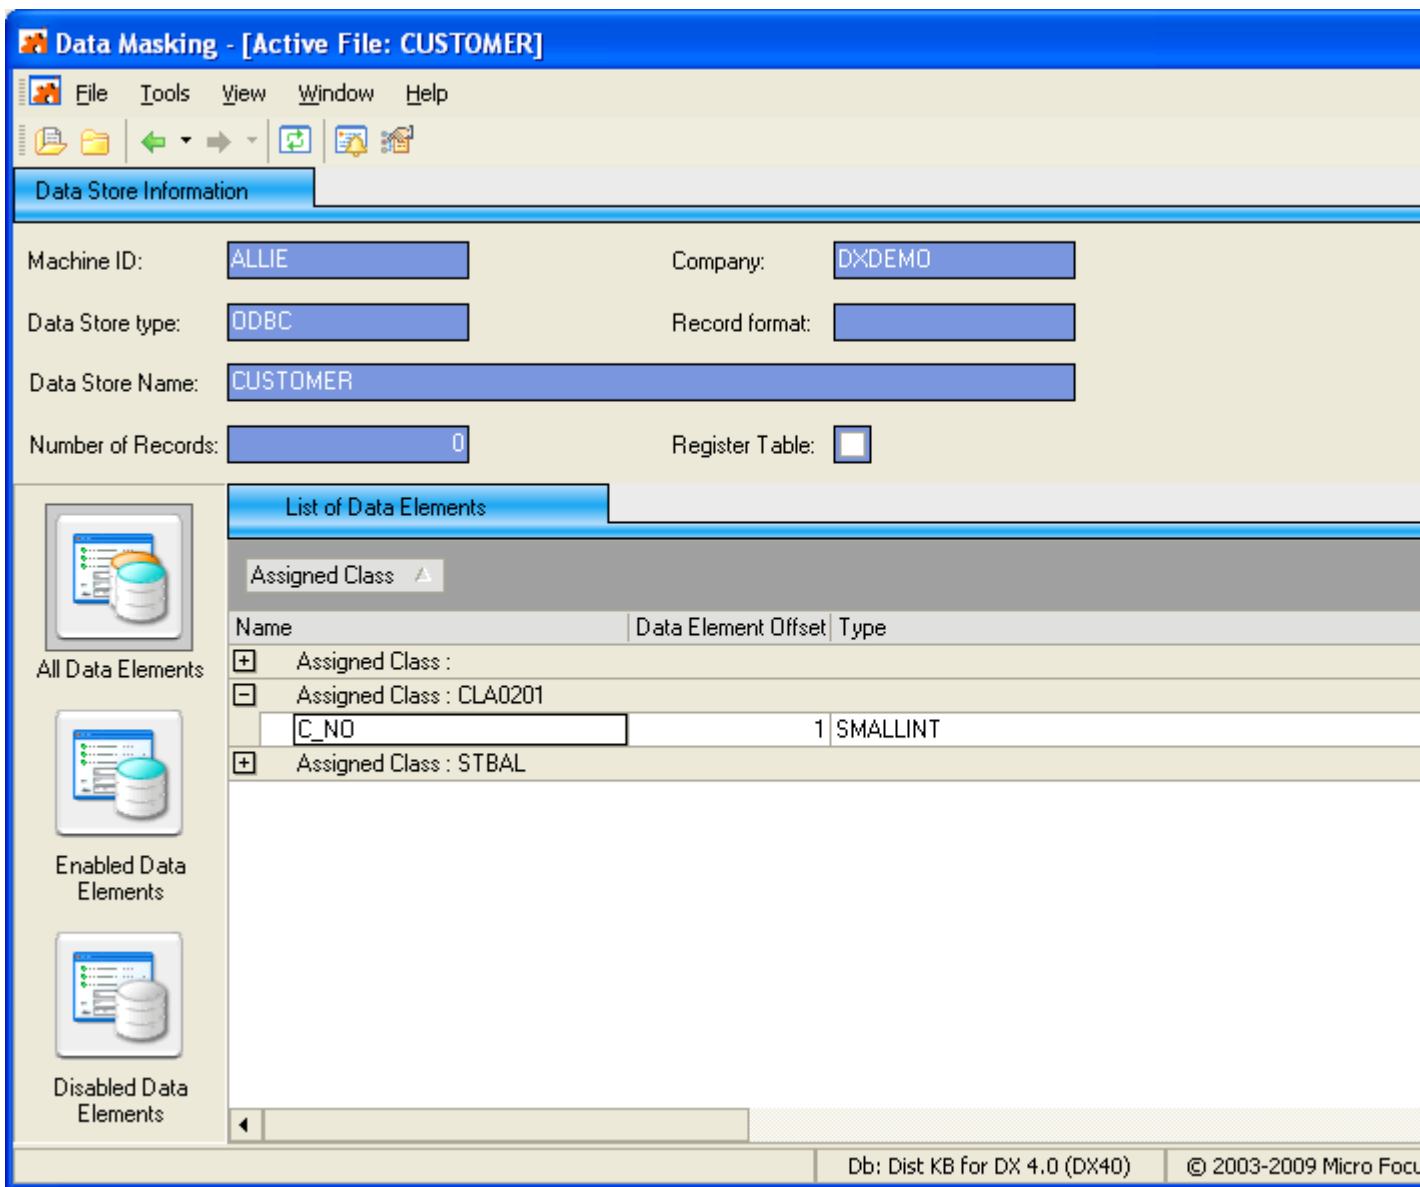 Data Masking - [Active File: CUSTOMER]
File Tools View Window Help
Data Store Information
Machine ID: ALLIE Company: DXDEMO
Data Store type: ODBC Record format:
Data Store Name: CUSTOMER
Number of Records: 0 Register Table:
List of Data Elements
Assigned Class
Name Data Element Offset Type
All Data Elements
Assigned Class :
Assigned Class : CLA0201
C_NO 1 SMALLINT
Assigned Class : STBAL
Enabled Data
Elements
Disabled Data
Elements
Db: Dist KB for DX 4.0 (DX40) © 2003-2009 Micro Focu